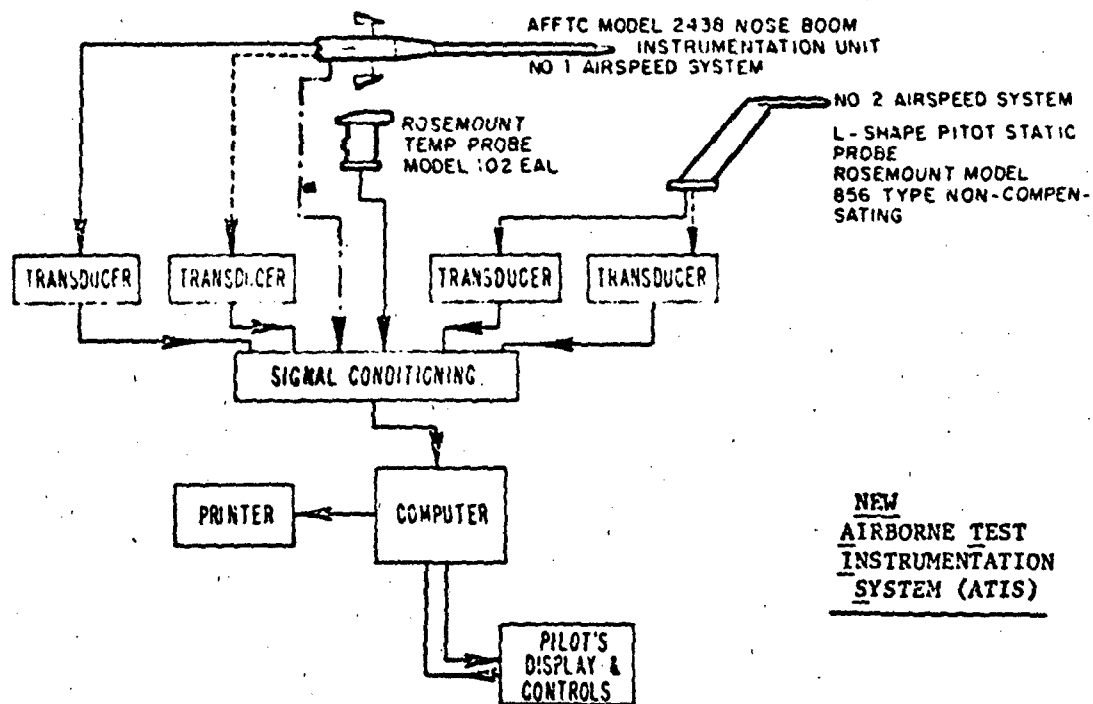 AFFTC MODEL 2438 NOSE BOOM
INSTRUMENTATION UNIT
NO 1 AIRSPEED SYSTEM
ROSEMOUNT
TEMP PROBE
MODEL 102 EAL
NO 2 AIRSPEED SYSTEM
L-SHAPE PITOT STATIC
PROBE
ROSEMOUNT MODEL
856 TYPE NON-COMPEN-
SATING
TRANSDUCER
TRANSDUCER
TRANSDUCER
TRANSDUCER
SIGNAL CONDITIONING
PRINTER
COMPUTER
NEW
AIRBORNE TEST
INSTRUMENTATION
SYSTEM (ATIS)
PILOT'S
DISPLAY &
CONTROLS